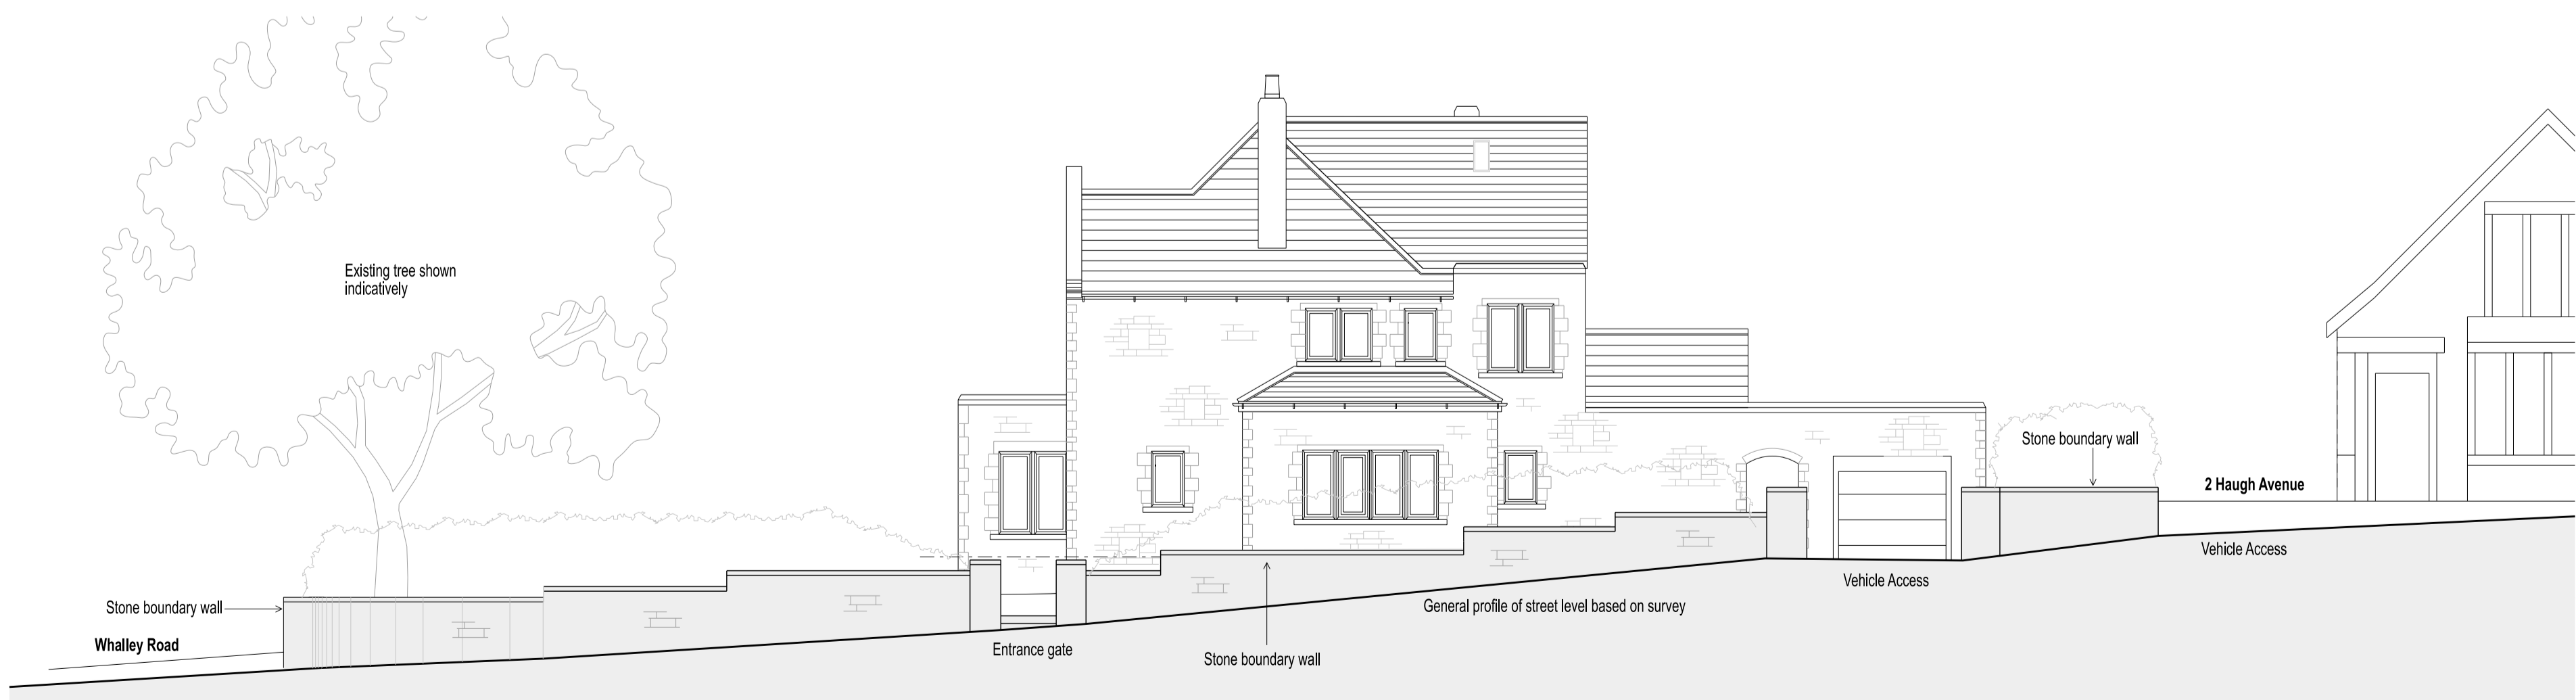 Existing tree shown
indicatively
Stone boundary wall
2 Haugh Avenue
Vehicle Access
Vehicle Access
Stone boundary wall
General profile of street level based on survey
Whalley Road
Entrance gate
Stone boundary wall